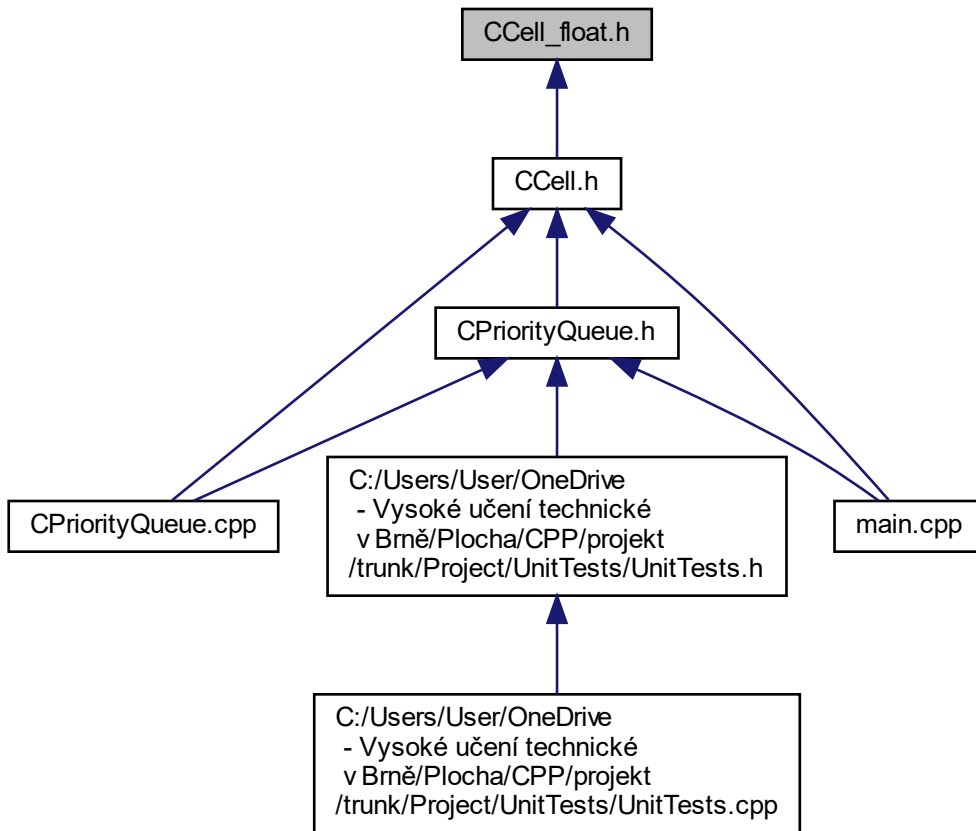 CCell_float.h
CCell.h
CPriorityQueue.h
CPriorityQueue.cpp
C:/Users/User/OneDrive
- Vysoké učení technické
v Brně/Plocha/CPP/projekt
/trunk/Project/UnitTests/UnitTests.h
main.cpp
C:/Users/User/OneDrive
- Vysoké učení technické
v Brně/Plocha/CPP/projekt
/trunk/Project/UnitTests/UnitTests.cpp